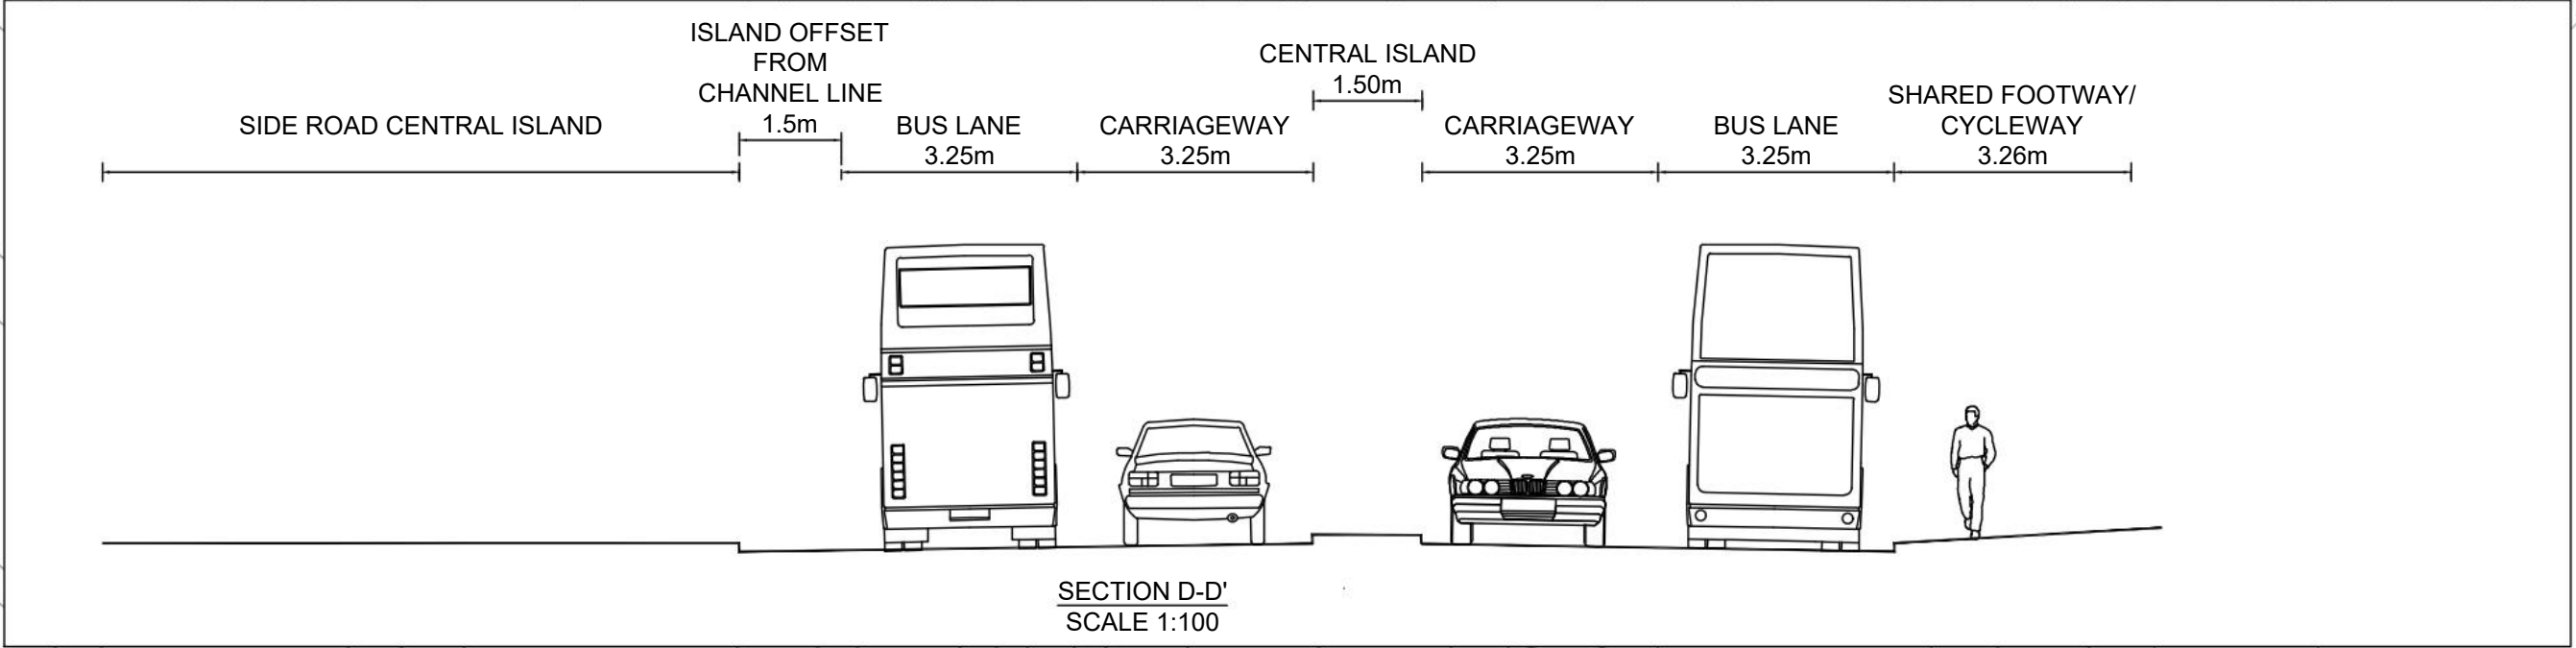 SIDE ROAD CENTRAL ISLAND
ISLAND OFFSET
FROM
CHANNEL LINE
1.5m
BUS LANE
3.25m
CARRIAGEWAY
3.25m
CENTRAL ISLAND
1.50m
CARRIAGEWAY
3.25m
BUS LANE
3.25m
SHARED FOOTWAY/
CYCLEWAY
3.26m
SECTION D-D'
SCALE 1:100